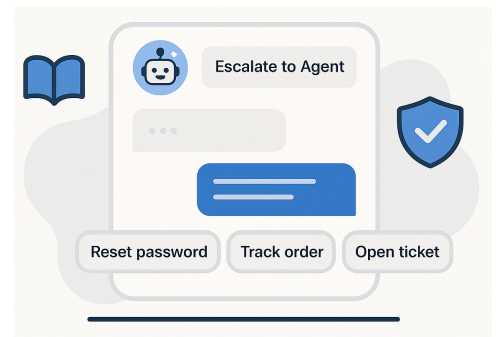 Escalate to Agent
Reset password
Track order
Open ticket